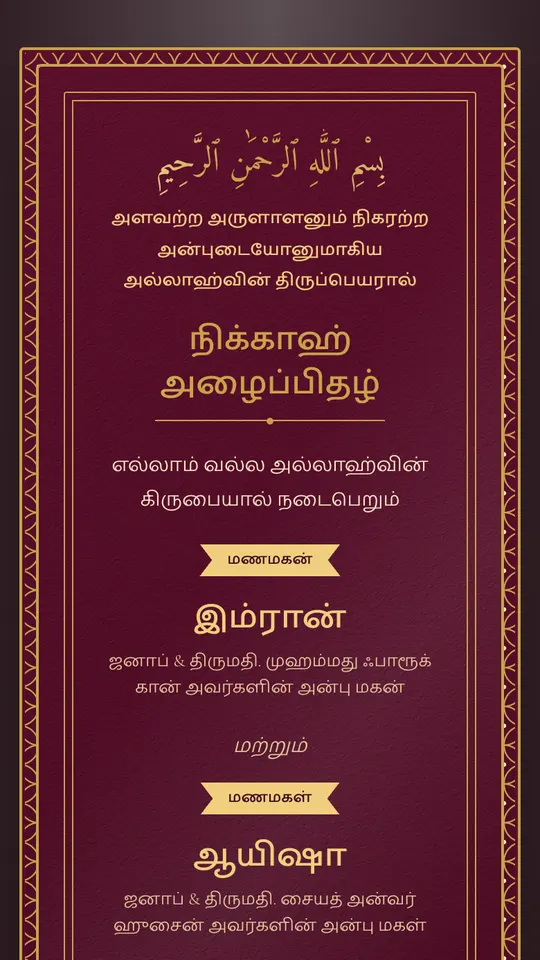 بِسْمِ ٱللَّهِ ٱلرَّحْمَٰنِ ٱلرَّحِيمِ
அளவற்ற அருளாளனும் நிகரற்ற
அன்புடையோனுமாகிய
அல்லாஹ்வின் திருப்பெயரால்
நிக்காஹ்
அழைப்பிதழ்
எல்லாம் வல்ல அல்லாஹ்வின்
கிருபையால் நடைபெறும்
மணமகன்
இம்ரான்
ஜனாப் & திருமதி. முஹம்மது ஃபாரூக்
கான் அவர்களின் அன்பு மகன்
மற்றும்
மணமகள்
ஆயிஷா
ஜனாப் & திருமதி. சையத் அன்வர்
ஹுசைன் அவர்களின் அன்பு மகள்